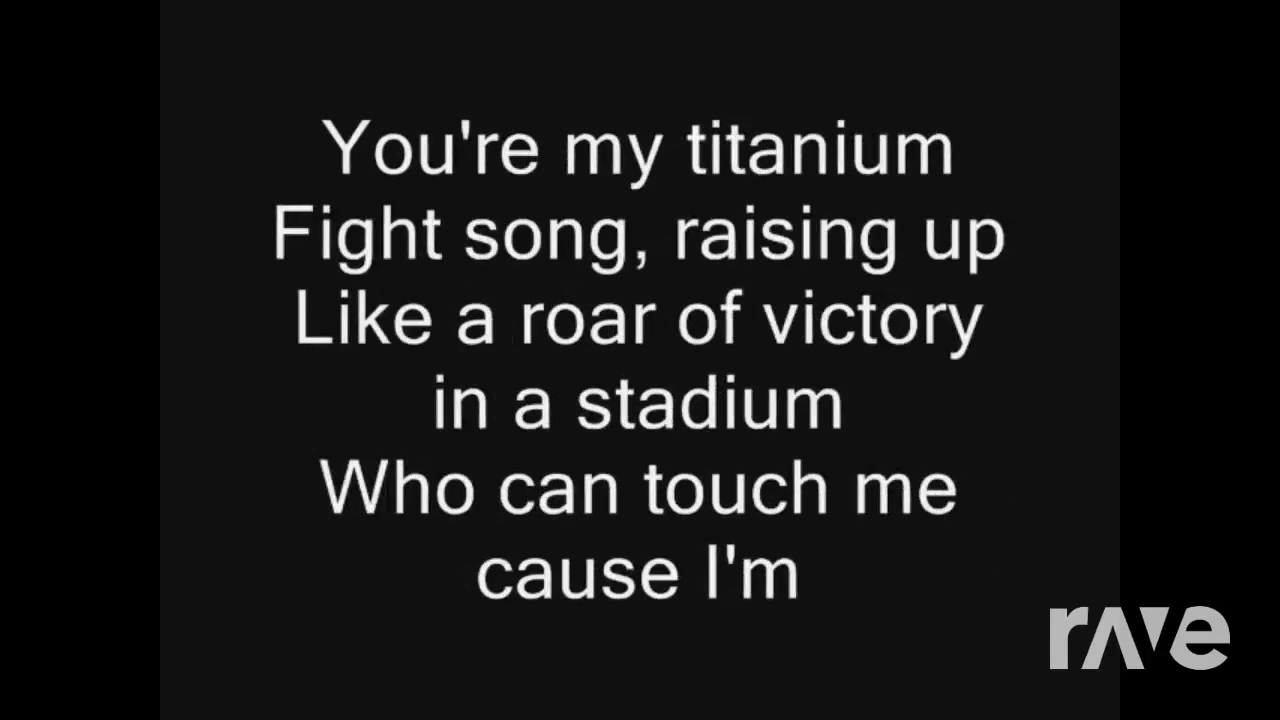 You're my titanium
Fight song, raising up
Like a roar of victory
in a stadium
Who can touch me
cause I'm
rave